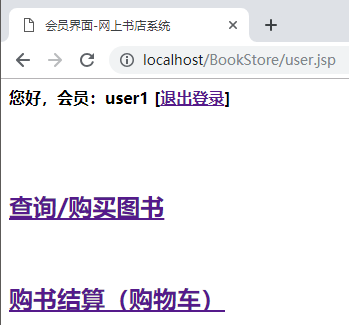 会员界面-网上书店系统
localhost/BookStore/user.jsp
您好，会员：user1 [退出登录]
查询/购买图书
购书结算（购物车）